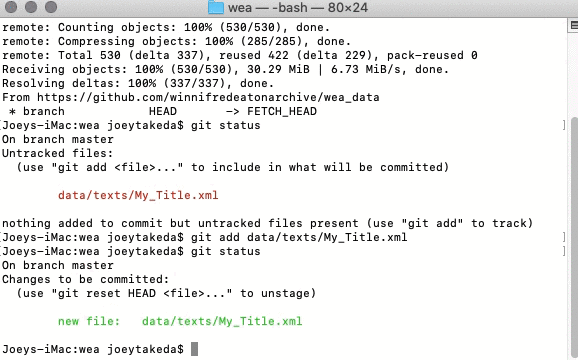 wea — -bash — 80×24
remote: Counting objects: 100% (530/530), done.
remote: Compressing objects: 100% (285/285), done.
remote: Total 530 (delta 337), reused 422 (delta 229), pack-reused 0
Receiving objects: 100% (530/530), 30.29 MiB | 6.73 MiB/s, done.
Resolving deltas: 100% (337/337), done.
From https://github.com/winnifredeatonarchive/wea_data
 * branch            HEAD       -> FETCH_HEAD
[Joeys-iMac:wea joeytakeda$ git status ]
On branch master
Untracked files:
  (use "git add <file>..." to include in what will be committed)
        data/texts/My_Title.xml
nothing added to commit but untracked files present (use "git add" to track)
[Joeys-iMac:wea joeytakeda$ git add data/texts/My_Title.xml ]
[Joeys-iMac:wea joeytakeda$ git status ]
On branch master
Changes to be committed:
  (use "git reset HEAD <file>..." to unstage)
        new file:   data/texts/My_Title.xml
Joeys-iMac:wea joeytakeda$